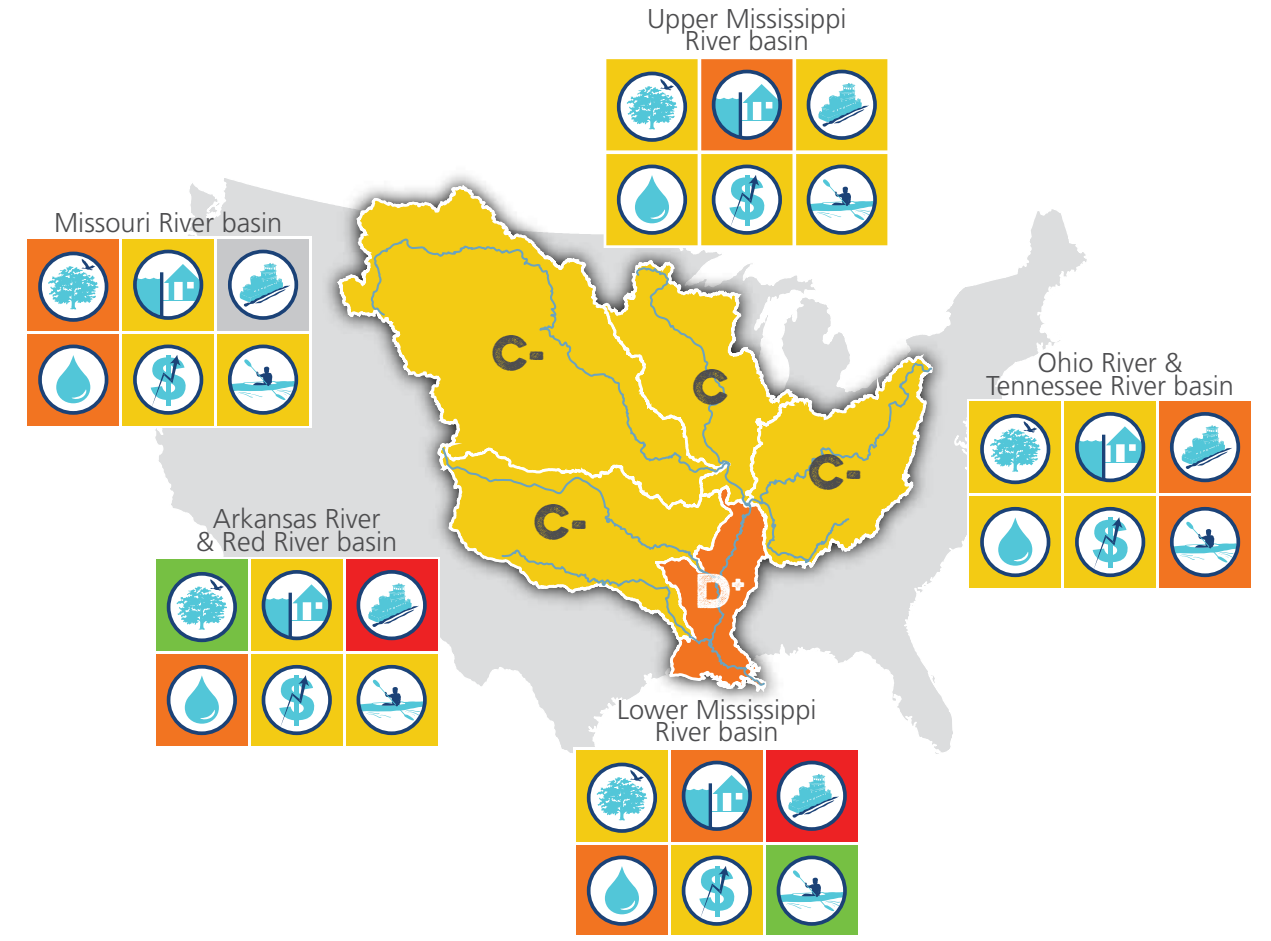 Upper Mississippi
River basin
Missouri River basin
Ohio River &
Tennessee River basin
C-
C
C-
C-
Arkansas River
& Red River basin
D+
Lower Mississippi
River basin